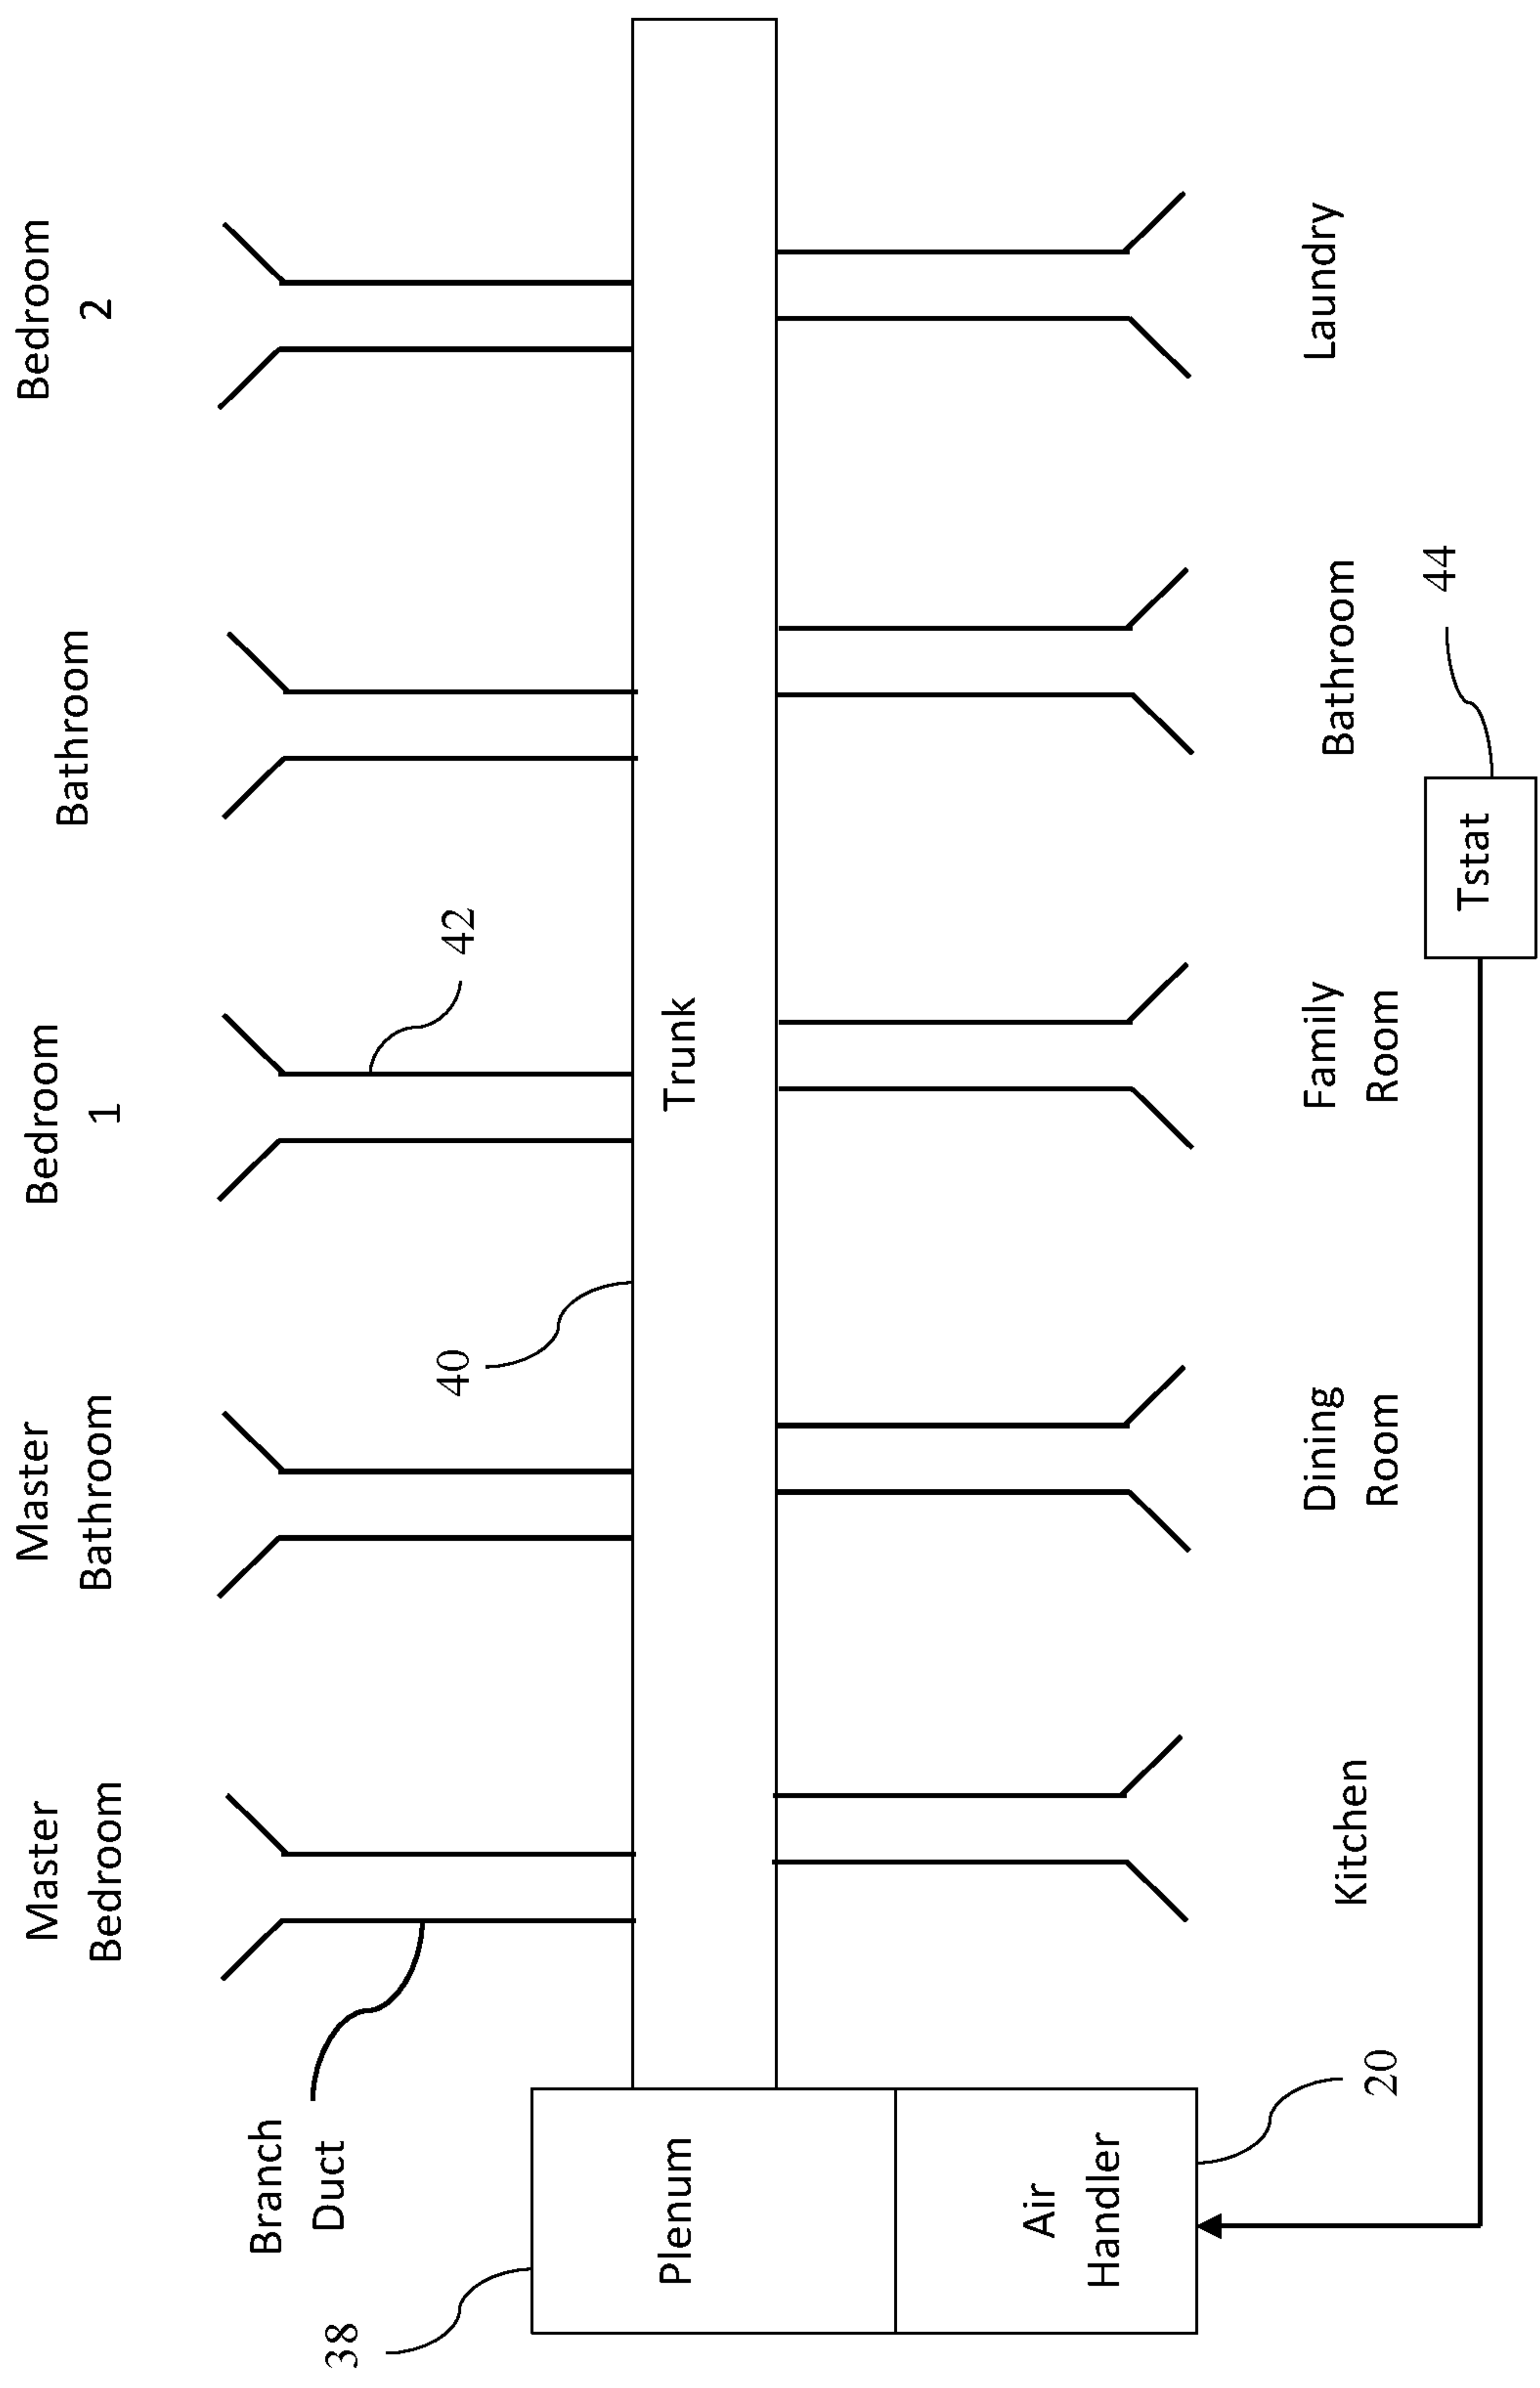 Master
Bedroom
Master
Bathroom
Bedroom
1
Bathroom
Bedroom
2
Branch
Duct
38
40
42
Plenum
Trunk
Air
Handler
20
Kitchen
Dining
Room
Family
Room
Bathroom
Laundry
Tstat
44